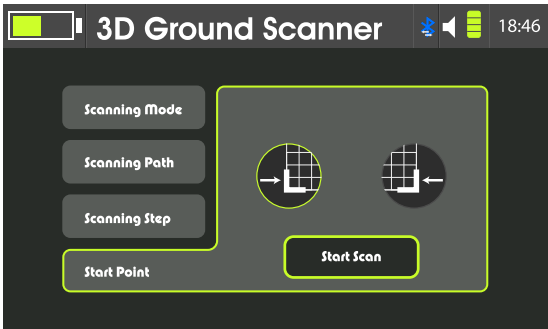 3D Ground Scanner
18:46
Scanning Mode
Scanning Path
Scanning Step
Start Point
Start Scan